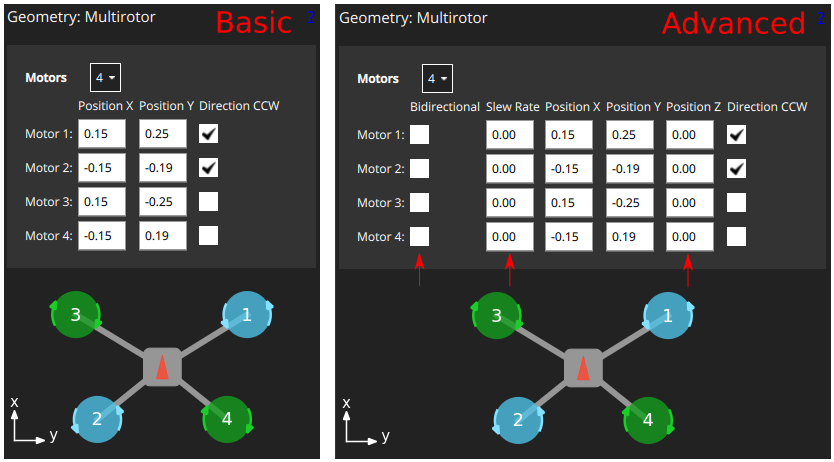 Geometry: Multirotor Basic ?
Motors 4
Position X Position Y Direction CCW
Motor 1: 0.15 0.25
Motor 2: -0.15 -0.19
Motor 3: 0.15 -0.25
Motor 4: -0.15 0.19
3 1
2 4
x
y
Geometry: Multirotor Advanced ?
Motors 4
Bidirectional Slew Rate Position X Position Y Position Z Direction CCW
Motor 1: 0.00 0.15 0.25 0.00
Motor 2: 0.00 -0.15 -0.19 0.00
Motor 3: 0.00 0.15 -0.25 0.00
Motor 4: 0.00 -0.15 0.19 0.00
3 1
2 4
x
y